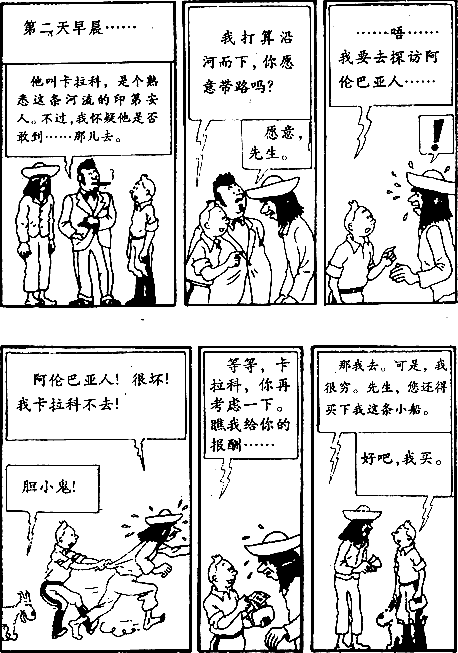 第二天早晨……
他叫卡拉科，是个熟
悉这条河流的印第安
人。不过，我怀疑他是否
敢到……那儿去。
我打算沿
河而下，你愿
意带路吗？
愿意，
先生。
……唔……
我要去探访阿
伦巴亚人……
！
阿伦巴亚人！很坏！
我卡拉科不去！
胆小鬼！
等等，卡
拉科，你再
考虑一下。
瞧我给你的
报酬……
那我去。可是，我
很穷。先生，您还得
买下我这条小船。
好吧，我买。